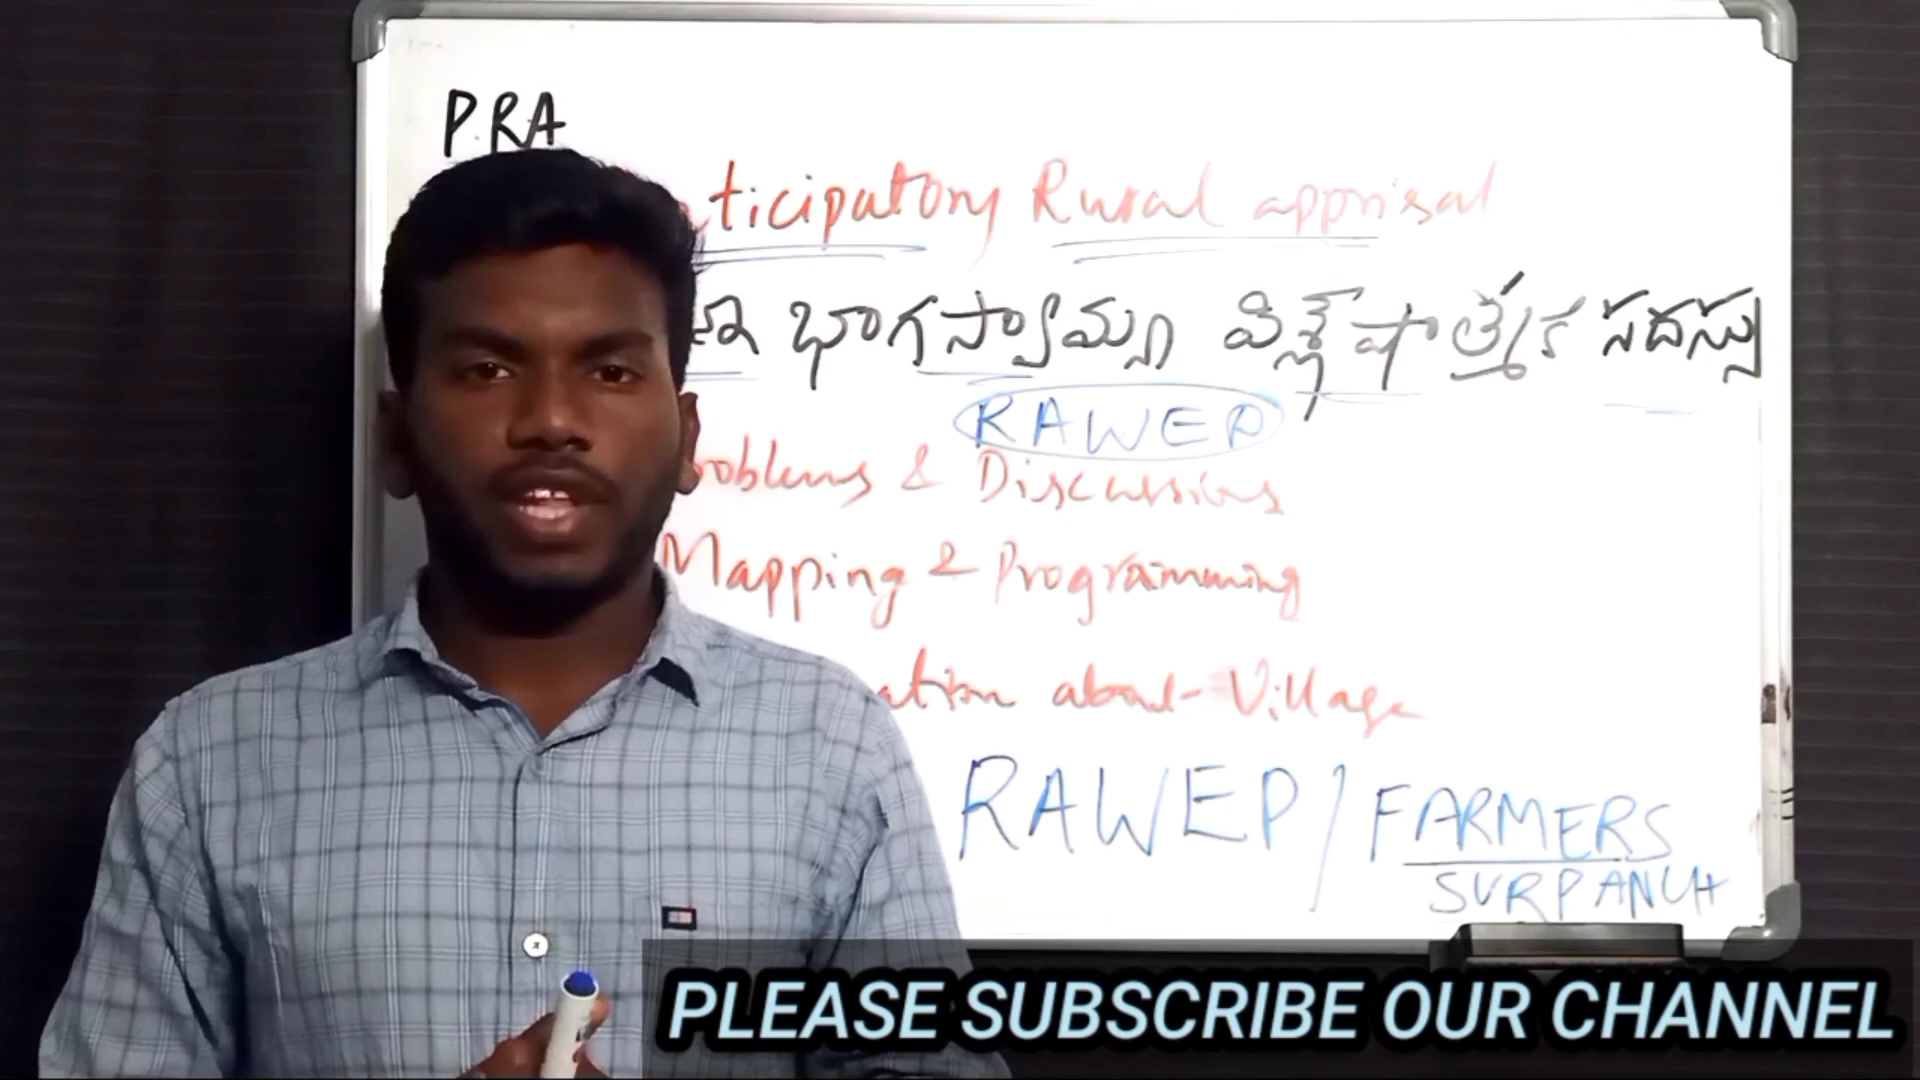 P.RA
ticipatory Rural apprisal
భాగస్వామ్య విశ్లేషాత్మక సదస్సు
RAWEP
oblems & Discussions
Mapping & Programming
ation about Village
RAWEP / FARMERS
SURPANCH
PLEASE SUBSCRIBE OUR CHANNEL